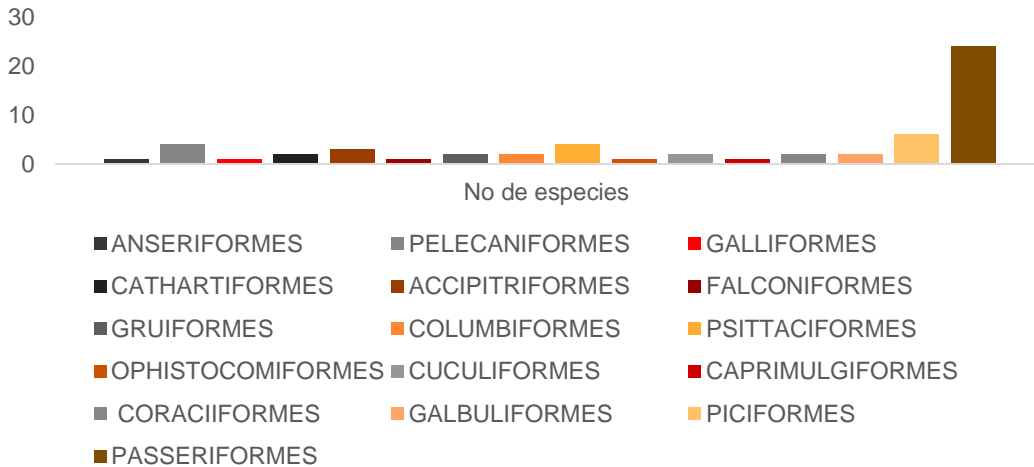 30
20
10
0
No de especies
ANSERIFORMES PELECANIFORMES GALLIFORMES
CATHARTIFORMES ACCIPITRIFORMES FALCONIFORMES
GRUIFORMES COLUMBIFORMES PSITTACIFORMES
OPHISTOCOMIFORMES CUCULIFORMES CAPRIMULGIFORMES
CORACIIFORMES GALBULIFORMES PICIFORMES
PASSERIFORMES